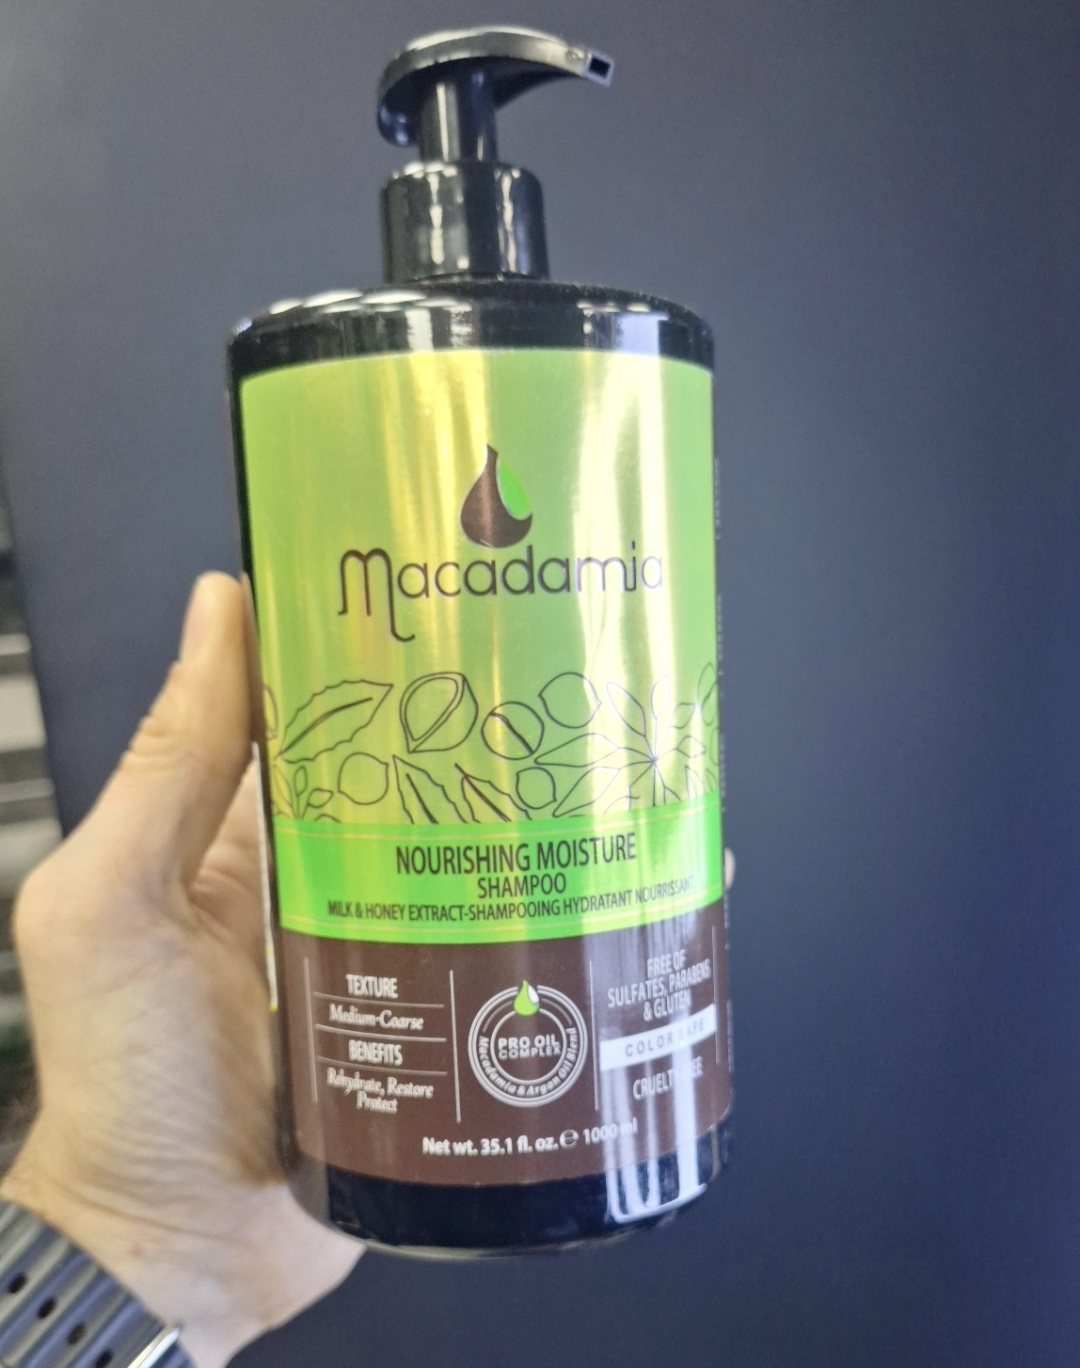 Macadamia
NOURISHING MOISTURE
SHAMPOO
MILK & HONEY EXTRACT-SHAMPOOING HYDRATANT NOURRISSANT
TEXTURE
Medium-Coarse
BENEFITS
Rehydrate, Restore
Protect
PRO OIL
COMPLEX
Macadamia & Argan Oil Blend
FREE OF
SULFATES, PARABENS
& GLUTEN
COLOR SAFE
CRUELTY FREE
Net wt. 35.1 fl. oz. ℮ 1000 ml